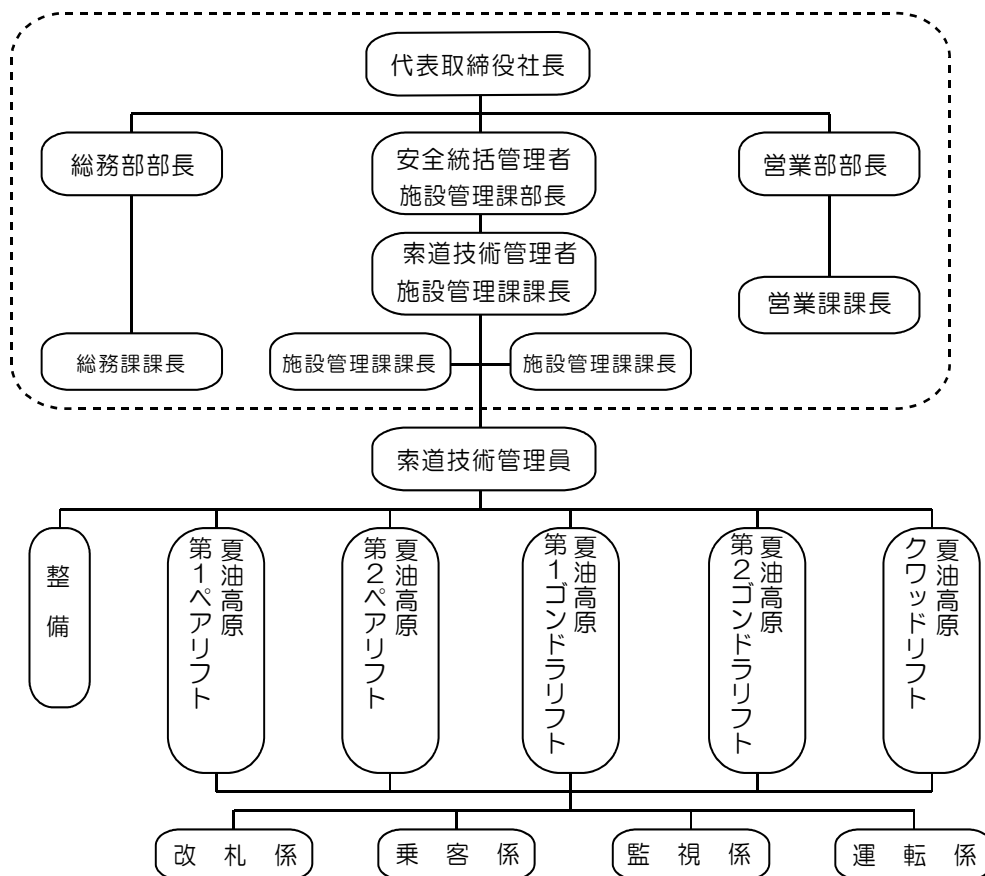 代表取締役社長
総務部部長
安全統括管理者
施設管理課部長
営業部部長
索道技術管理者
施設管理課課長
営業課課長
総務課課長
施設管理課課長
施設管理課課長
索道技術管理員
整備
夏油高原
第1ペアリフト
夏油高原
第2ペアリフト
夏油高原
第1ゴンドラリフト
夏油高原
第2ゴンドラリフト
夏油高原
クワッドリフト
改札係
乗客係
監視係
運転係